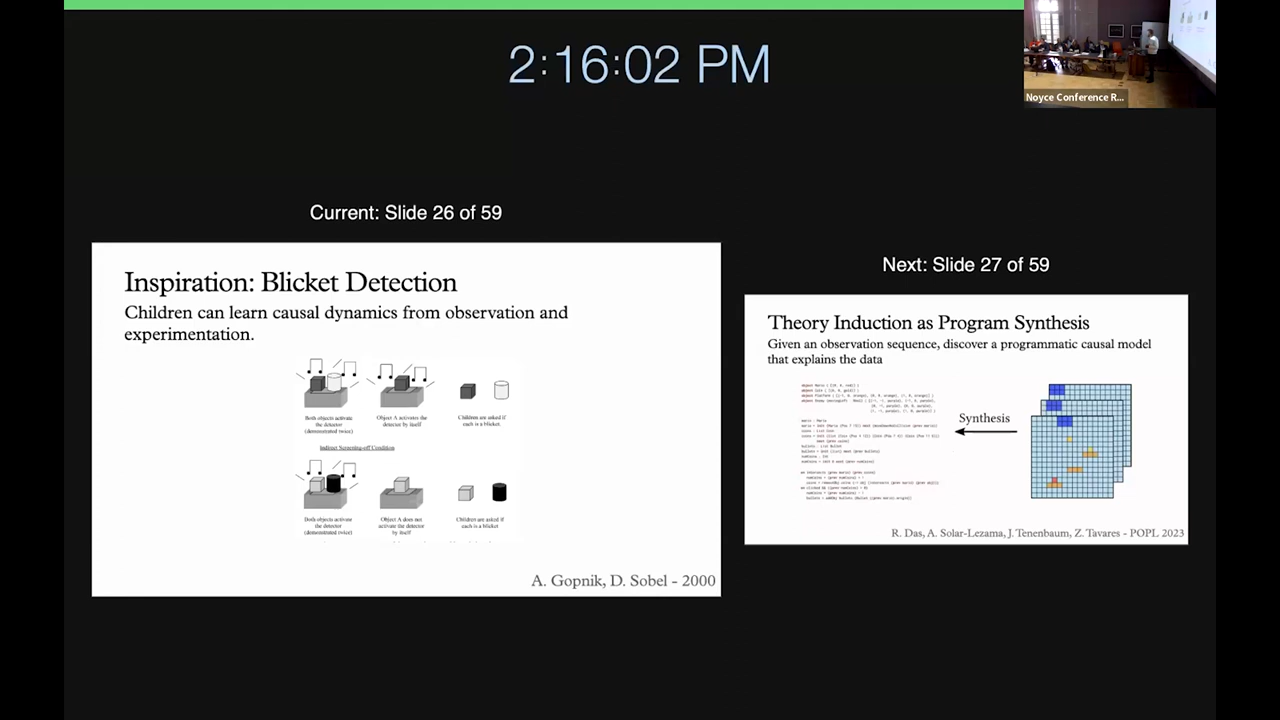 2:16:02 PM
Noyce Conference R...
Current: Slide 26 of 59
Inspiration: Blicket Detection
Children can learn causal dynamics from observation and
experimentation.
Both objects activate
the detector
(demonstrated twice)
Object A activates the
detector by itself
Children are asked if
each is a blicket.
Indirect Screening-off Condition
Both objects activate
the detector
(demonstrated twice)
Object A does not
activate the detector
by itself
Children are asked if
each is a blicket
A. Gopnik, D. Sobel - 2000
Next: Slide 27 of 59
Theory Induction as Program Synthesis
Given an observation sequence, discover a programmatic causal model
that explains the data
Synthesis
R. Das, A. Solar-Lezama, J. Tenenbaum, Z. Tavares - POPL 2023